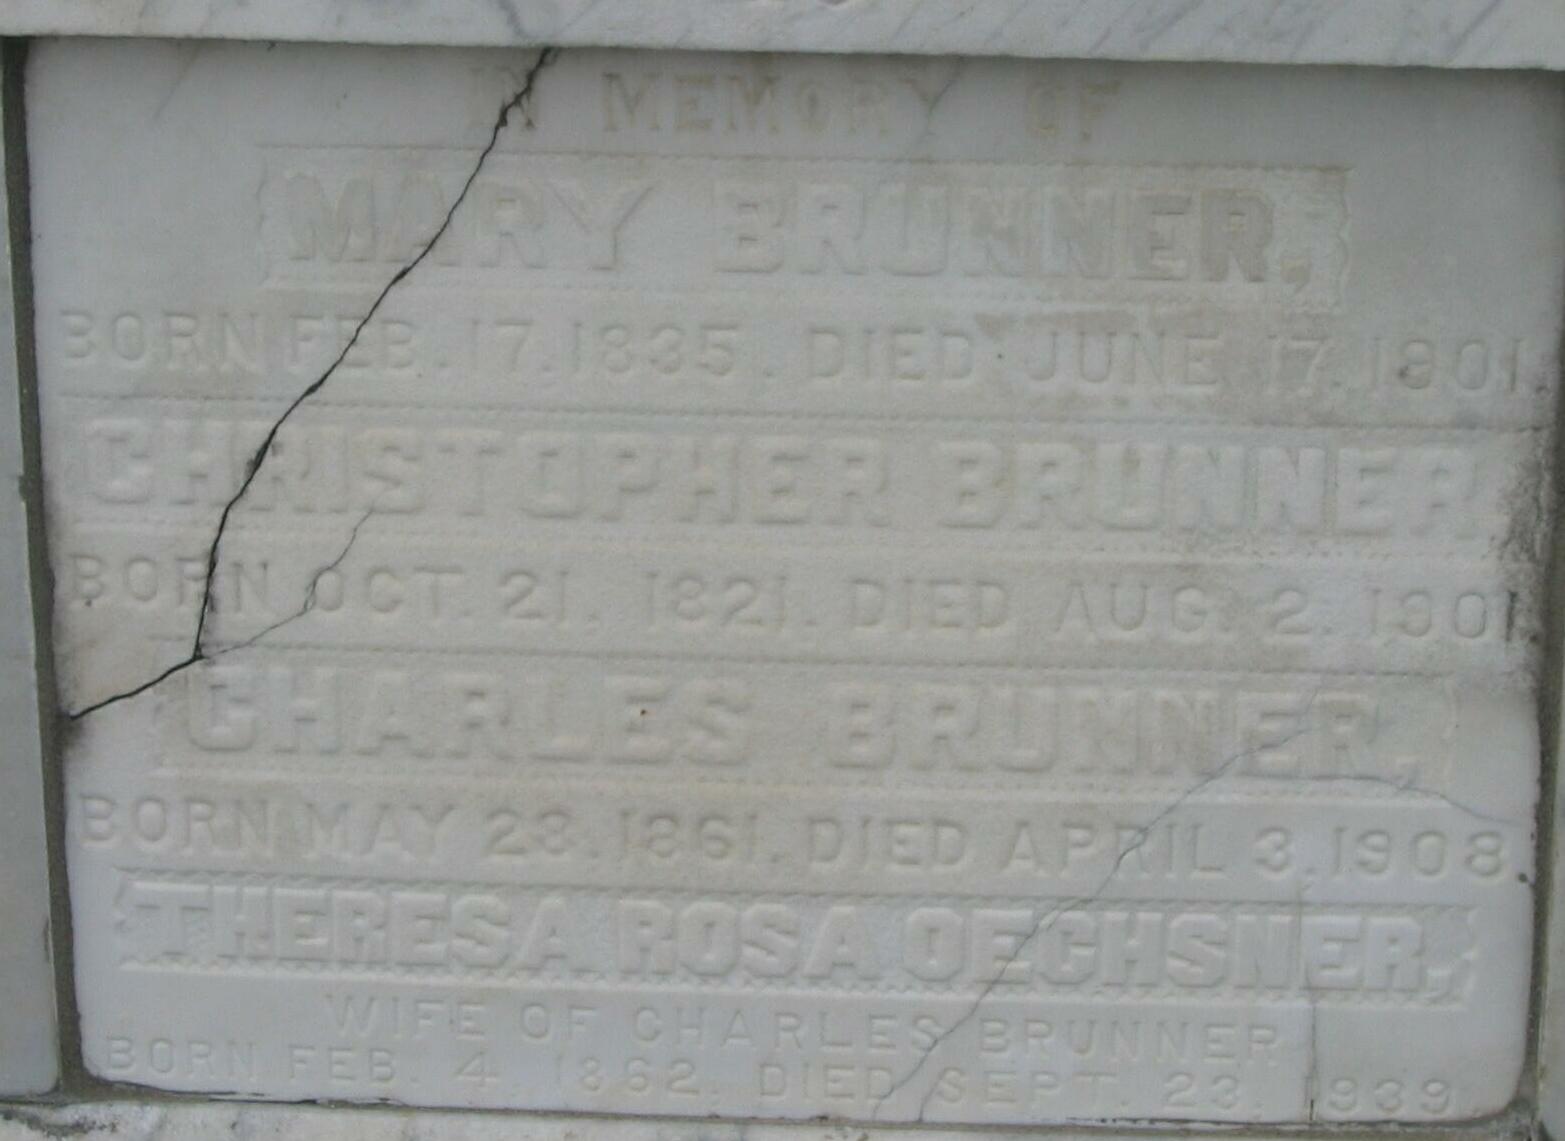 IN MEMORY OF
MARY BRUNNER,
BORN FEB. 17. 1835. DIED JUNE 17. 1901.
CHRISTOPHER BRUNNER
BORN OCT. 21. 1821. DIED AUG. 2. 1901.
CHARLES BRUNNER,
BORN MAY 23. 1861. DIED APRIL 3. 1908.
THERESA ROSA OECHSNER,
WIFE OF CHARLES BRUNNER
BORN FEB. 4, 1862, DIED SEPT. 23, 1939